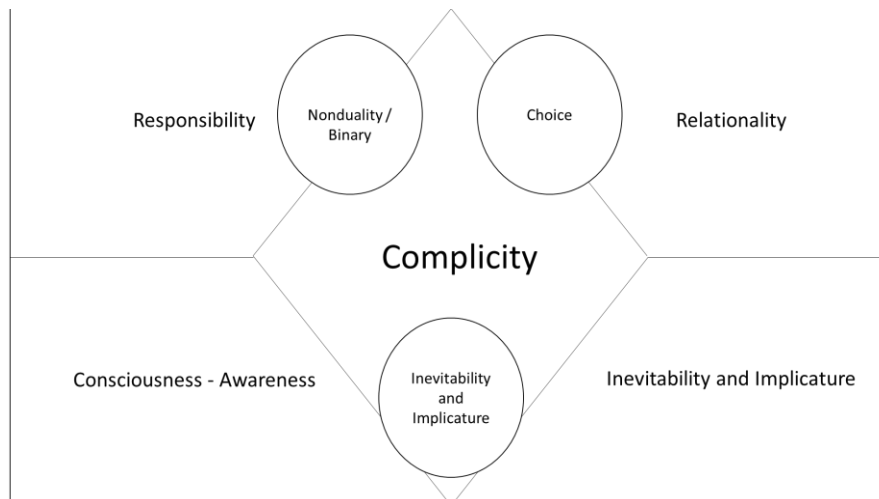 Responsibility
Nonduality /
Binary
Choice
Relationality
Complicity
Consciousness - Awareness
Inevitability
and
Implicature
Inevitability and Implicature